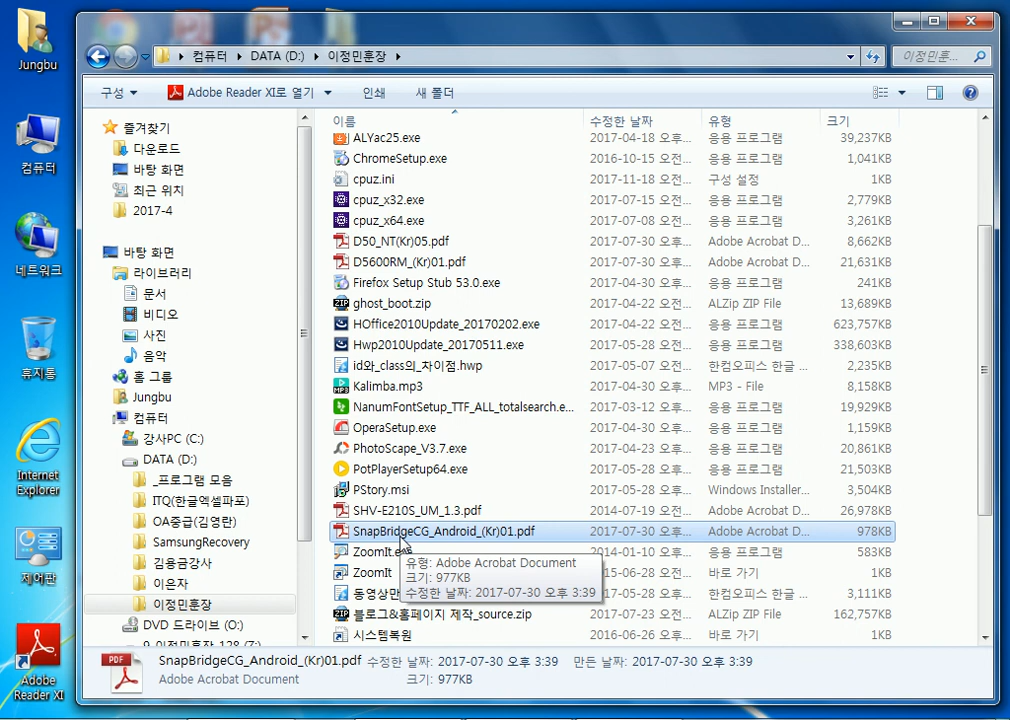 Jungbu
컴퓨터
네트워크
휴지통
Internet
Explorer
제어판
Adobe
Reader XI
컴퓨터 DATA (D:) 이정민훈장
이정민훈...
구성 Adobe Reader XI로 열기 인쇄 새 폴더
즐겨찾기
다운로드
바탕 화면
최근 위치
2017-4
바탕 화면
라이브러리
문서
비디오
사진
음악
홈 그룹
Jungbu
컴퓨터
강사PC (C:)
DATA (D:)
_프로그램 모음
ITQ(한글엑셀파포)
OA중급(김영란)
SamsungRecovery
김용금강사
이은자
이정민훈장
DVD 드라이브 (O:)
이름 수정한 날짜 유형 크기
ALYac25.exe 2017-04-18 오후... 응용 프로그램 39,237KB
ChromeSetup.exe 2016-10-15 오전... 응용 프로그램 1,041KB
cpuz.ini 2017-11-18 오전... 구성 설정 1KB
cpuz_x32.exe 2017-07-15 오전... 응용 프로그램 2,779KB
cpuz_x64.exe 2017-07-08 오전... 응용 프로그램 3,261KB
D50_NT(Kr)05.pdf 2017-07-30 오후... Adobe Acrobat D... 8,662KB
D5600RM_(Kr)01.pdf 2017-07-30 오후... Adobe Acrobat D... 21,631KB
Firefox Setup Stub 53.0.exe 2017-04-30 오후... 응용 프로그램 241KB
ghost_boot.zip 2017-04-22 오전... ALZip ZIP File 13,689KB
HOffice2010Update_20170202.exe 2017-04-22 오전... 응용 프로그램 623,757KB
Hwp2010Update_20170511.exe 2017-05-28 오전... 응용 프로그램 338,603KB
id와_class의_차이점.hwp 2017-05-07 오전... 한컴오피스 한글 ... 2,235KB
Kalimba.mp3 2017-04-30 오후... MP3 - File 8,158KB
NanumFontSetup_TTF_ALL_totalsearch.e... 2017-03-12 오전... 응용 프로그램 19,929KB
OperaSetup.exe 2017-04-30 오후... 응용 프로그램 1,159KB
PhotoScape_V3.7.exe 2017-04-30 오전... 응용 프로그램 20,861KB
PotPlayerSetup64.exe 2017-05-28 오전... 응용 프로그램 21,503KB
PStory.msi 2017-05-28 오전... Windows Installer... 3,504KB
SHV-E210S_UM_1.3.pdf 2014-07-19 오전... Adobe Acrobat D... 26,978KB
SnapBridgeCG_Android_(Kr)01.pdf 2017-07-30 오후... Adobe Acrobat D... 978KB
ZoomIt.e 2014-01-10 오전... 응용 프로그램 583KB
ZoomIt 15-06-28 오전... 바로 가기 1KB
동영상만 한컴오피스 한글 ... 3,111KB
블로그&홈페이지 제작_source.zip 2017-07-23 오전... ALZip ZIP File 162,757KB
시스템복원 2016-06-26 오전... 바로 가기 1KB
유형: Adobe Acrobat Document
크기: 977KB
수정한 날짜: 2017-07-30 오후 3:39
PDF
SnapBridgeCG_Android_(Kr)01.pdf 수정한 날짜: 2017-07-30 오후 3:39 만든 날짜: 2017-07-30 오후 3:39
Adobe Acrobat Document 크기: 977KB